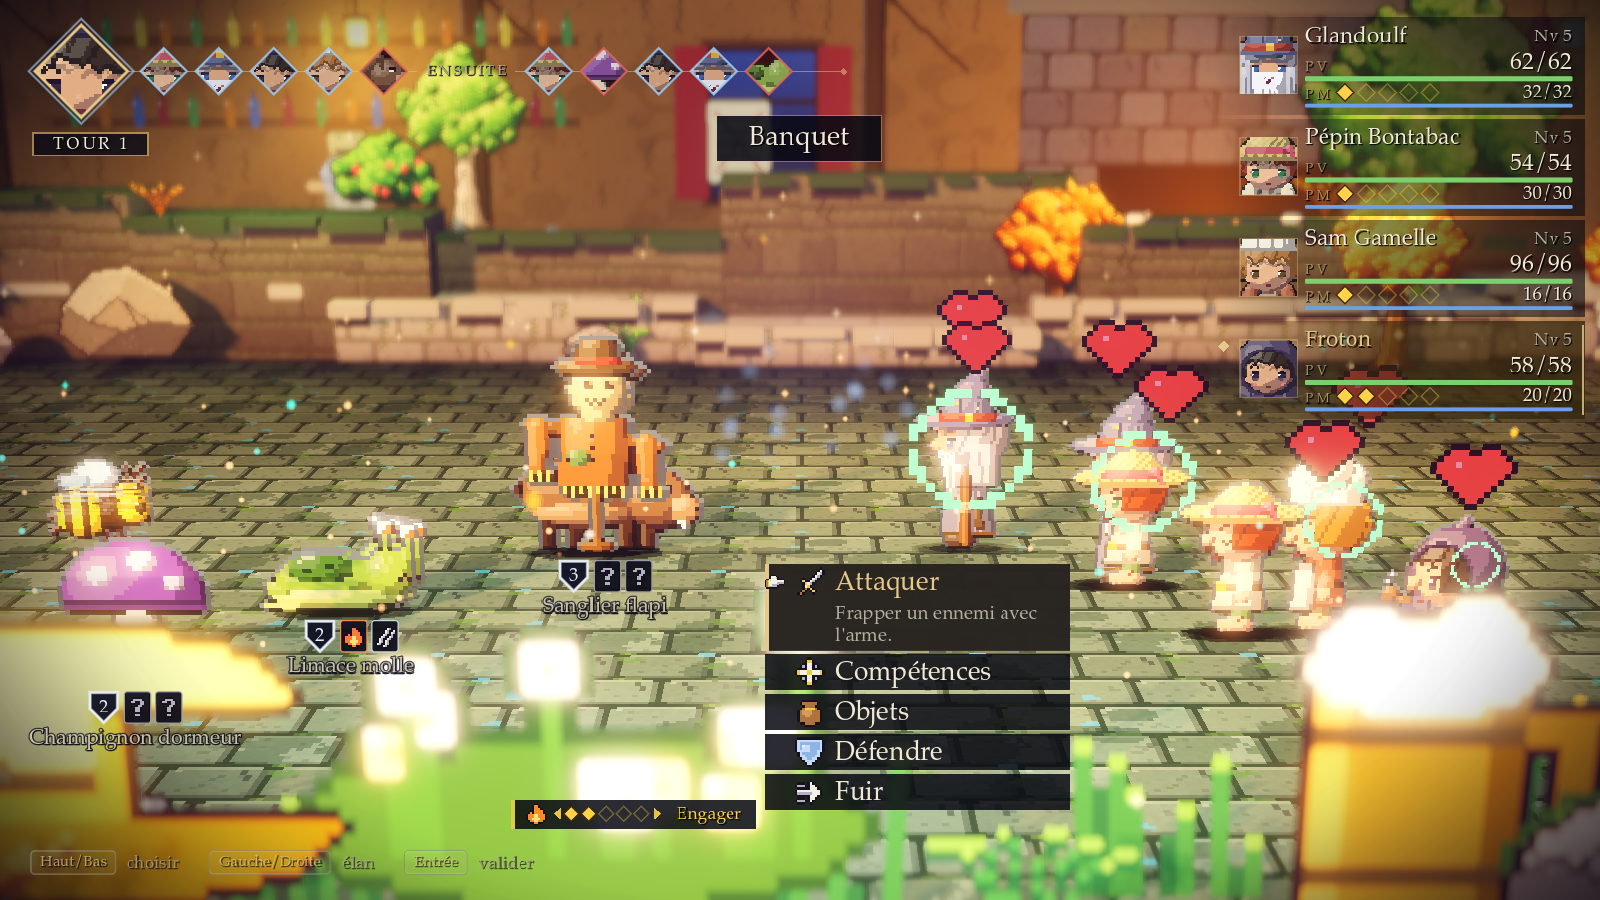 ENSUITE
TOUR 1
Banquet
Glandoulf Nv 5
PV 62/62
PM 32/32
Pépin Bontabac Nv 5
PV 54/54
PM 30/30
Sam Gamelle Nv 5
PV 96/96
PM 16/16
Froton Nv 5
PV 58/58
PM 20/20
3 ? ?
Sanglier flapi
2
Limace molle
2 ? ?
Champignon dormeur
Attaquer
Frapper un ennemi avec
l'arme.
Compétences
Objets
Défendre
Fuir
Engager
Haut/Bas choisir Gauche/Droite élan Entrée valider